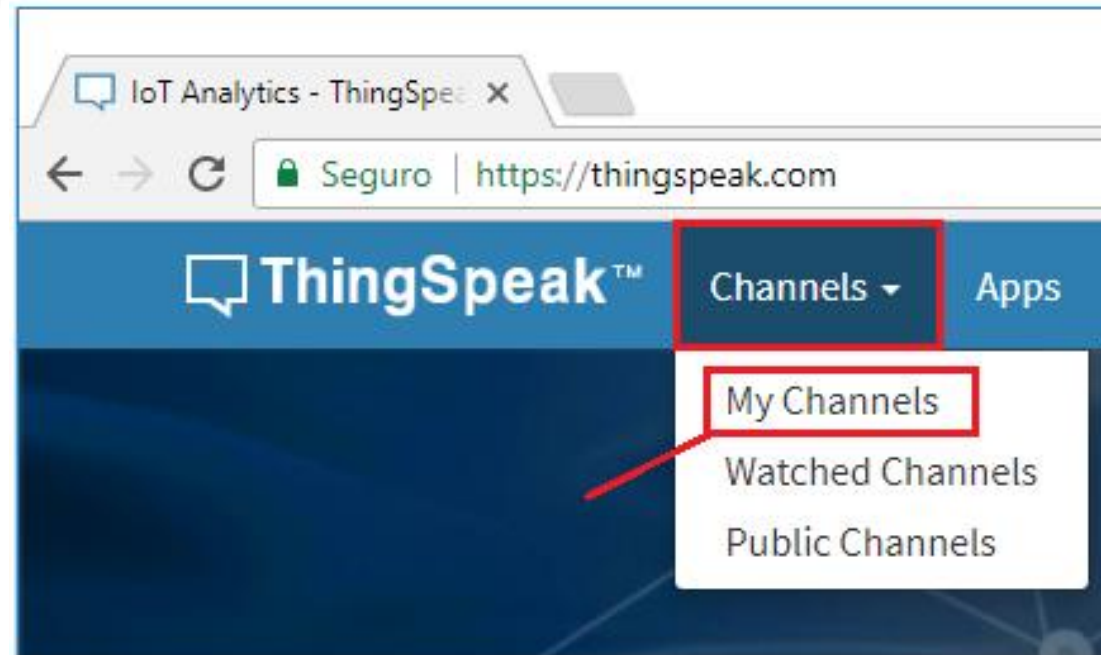 IoT Analytics - ThingSpea
Seguro | https://thingspeak.com
ThingSpeak™ Channels Apps
My Channels
Watched Channels
Public Channels